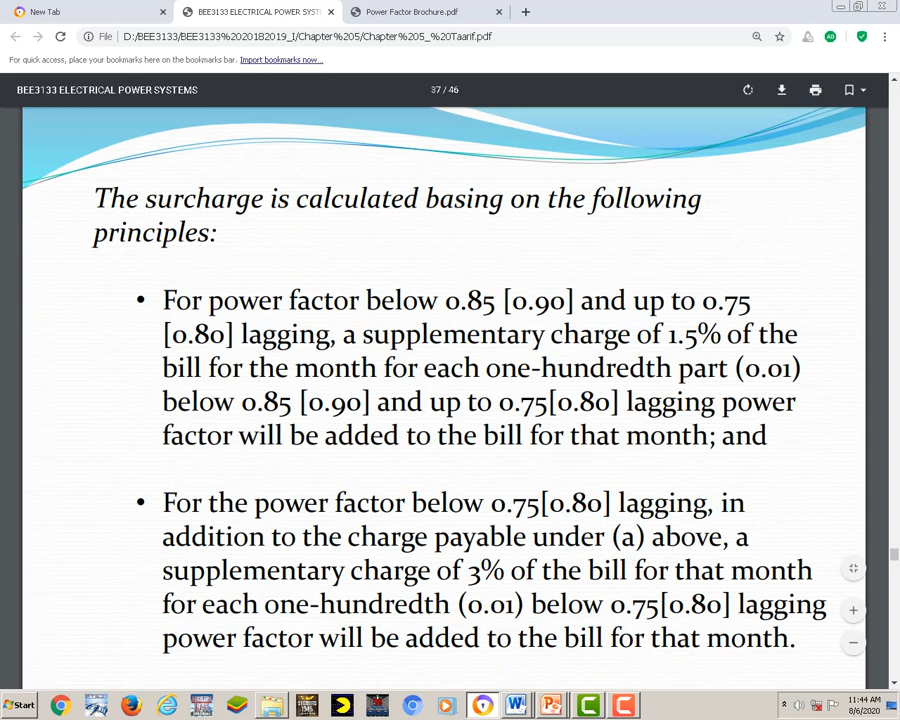 New Tab
BEE3133 ELECTRICAL POWER SYST
Power Factor Brochure.pdf
File
D:/BEE3133/BEE3133%2020182019_I/Chapter%205/Chapter%205_%20Taarif.pdf
For quick access, place your bookmarks here on the bookmarks bar. Import bookmarks now...
BEE3133 ELECTRICAL POWER SYSTEMS
37 / 46
The surcharge is calculated basing on the following
principles:
• For power factor below 0.85 [0.90] and up to 0.75
[0.80] lagging, a supplementary charge of 1.5% of the
bill for the month for each one-hundredth part (0.01)
below 0.85 [0.90] and up to 0.75[0.80] lagging power
factor will be added to the bill for that month; and
• For the power factor below 0.75[0.80] lagging, in
addition to the charge payable under (a) above, a
supplementary charge of 3% of the bill for that month
for each one-hundredth (0.01) below 0.75[0.80] lagging
power factor will be added to the bill for that month.
Start
11:44 AM
8/6/2020